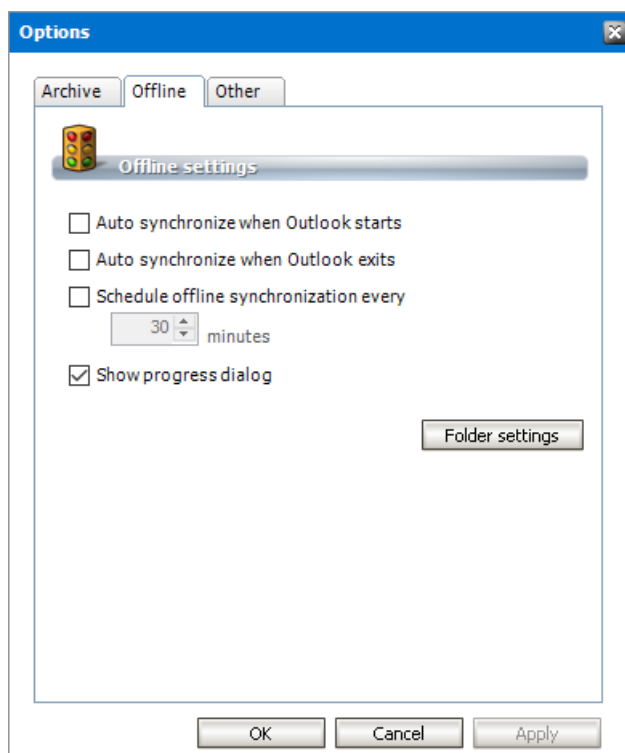 Options
Archive Offline Other
Offline settings
Auto synchronize when Outlook starts
Auto synchronize when Outlook exits
Schedule offline synchronization every
30 minutes
Show progress dialog
Folder settings
OK Cancel Apply